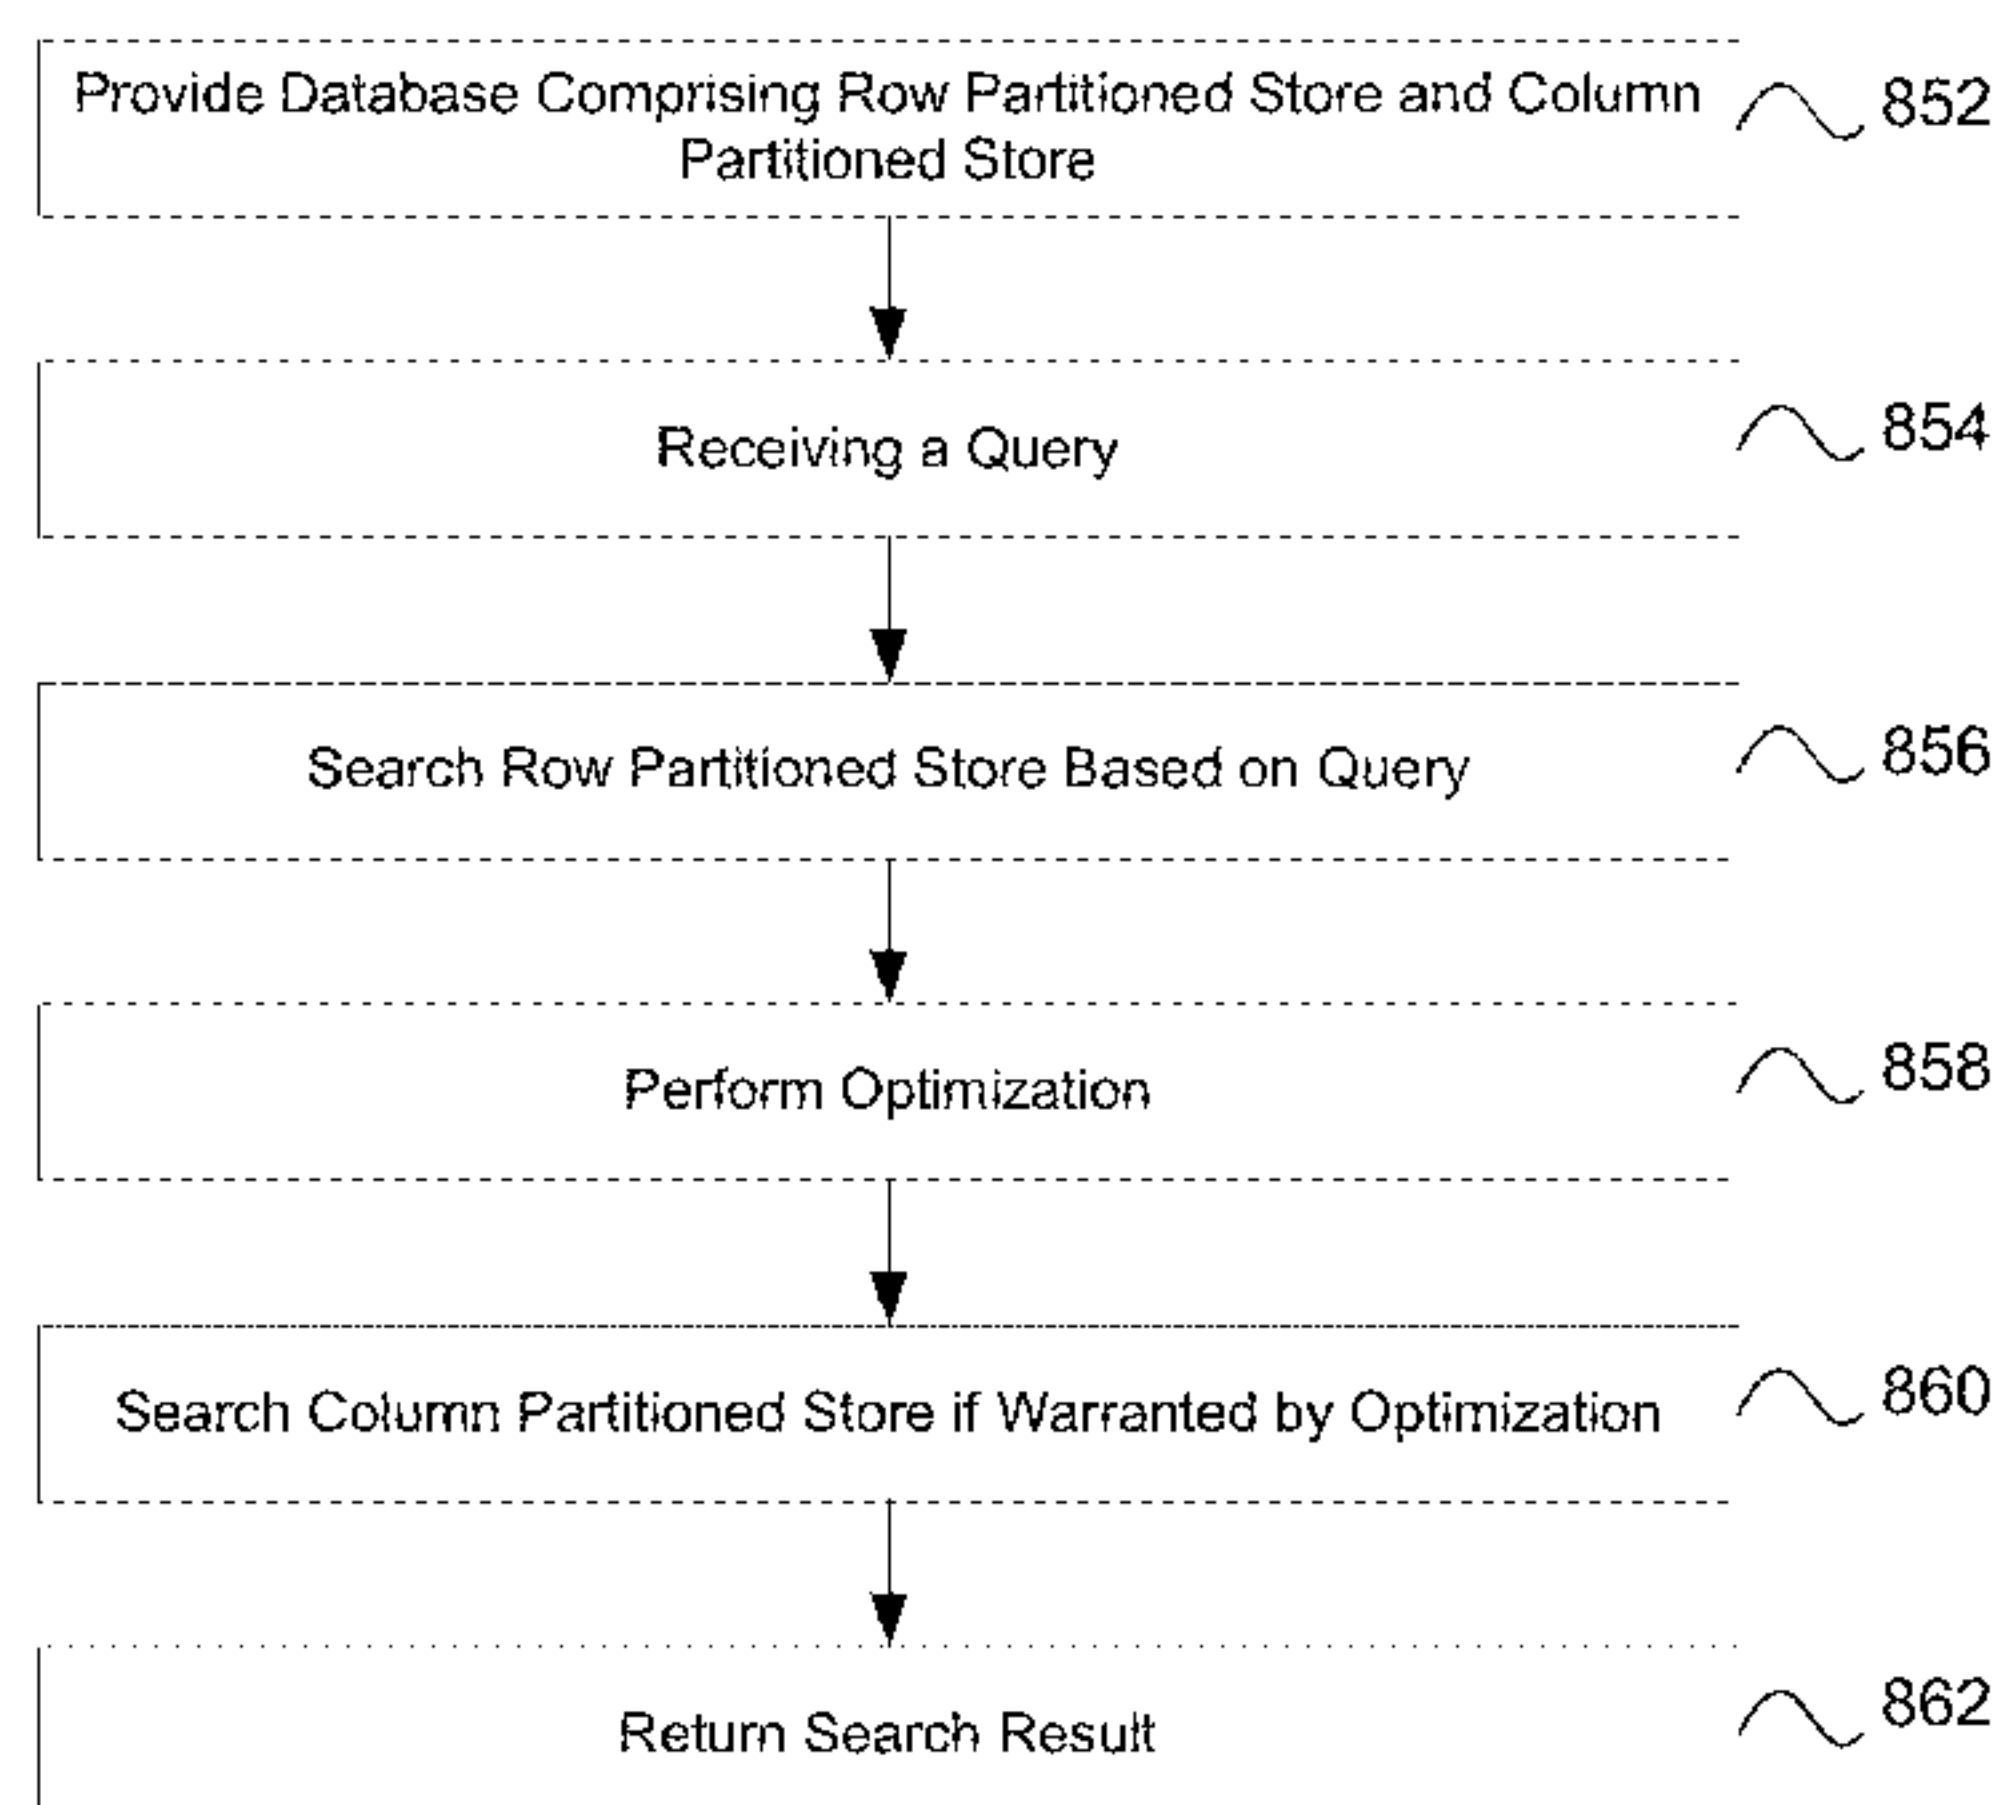 Provide Database Comprising Row Partitioned Store and Column
Partitioned Store
852
Receiving a Query
854
Search Row Partitioned Store Based on Query
856
Perform Optimization
858
Search Column Partitioned Store if Warranted by Optimization
860
Return Search Result
862